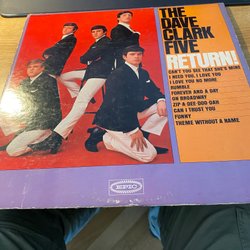 THE
DAVE
CLARK
FIVE
RETURN!
CAN'T YOU SEE THAT SHE'S MINE
I NEED YOU, I LOVE YOU
I LOVE YOU NO MORE
RUMBLE
FOREVER AND A DAY
ON BROADWAY
ZIP A DEE DOO DAH
CAN I TRUST YOU
FUNNY
THEME WITHOUT A NAME
EPIC